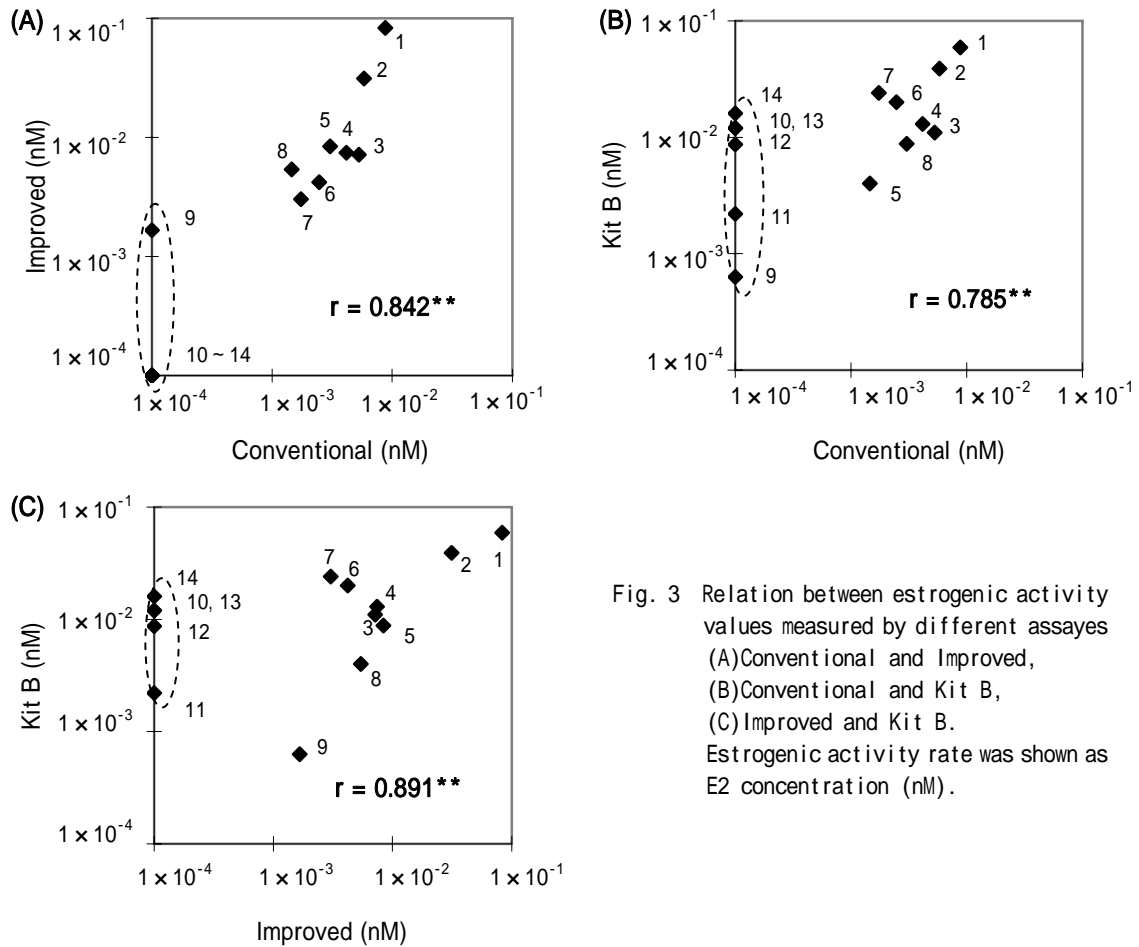 (A)
1×10⁻¹
1×10⁻²
1×10⁻³
1×10⁻⁴
Improved (nM)
1
2
5
4
3
8
6
7
9
10~14
r = 0.842**
1×10⁻⁴ 1×10⁻³ 1×10⁻² 1×10⁻¹
Conventional (nM)
(B)
1×10⁻¹
1×10⁻²
1×10⁻³
1×10⁻⁴
Kit B (nM)
1
2
7
6
14
10, 13
12
4
3
8
5
11
9
r = 0.785**
1×10⁻⁴ 1×10⁻³ 1×10⁻² 1×10⁻¹
Conventional (nM)
(C)
1×10⁻¹
1×10⁻²
1×10⁻³
1×10⁻⁴
Kit B (nM)
1
2
7
6
14
10, 13
12
4
3
5
8
11
9
r = 0.891**
1×10⁻⁴ 1×10⁻³ 1×10⁻² 1×10⁻¹
Improved (nM)
Fig. 3 Relation between estrogenic activity
values measured by different assayes
(A)Conventional and Improved,
(B)Conventional and Kit B,
(C)Improved and Kit B.
Estrogenic activity rate was shown as
E2 concentration (nM).